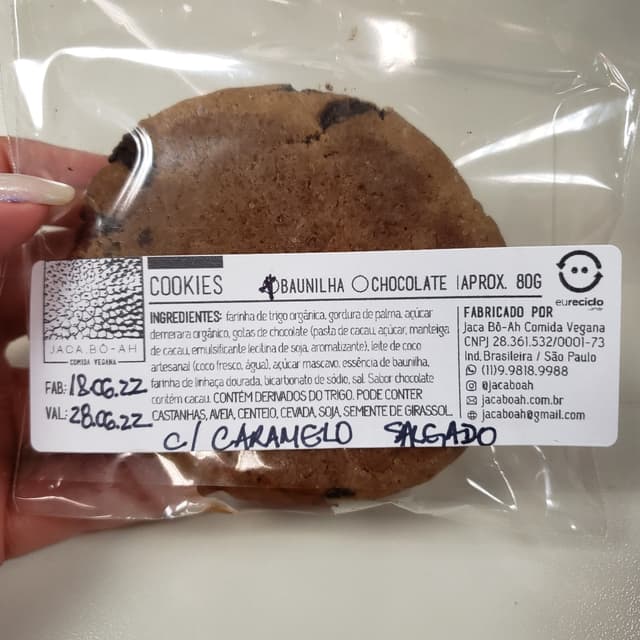 COOKIES BAUNILHA CHOCOLATE |APROX. 80G
INGREDIENTES: farinha de trigo orgânica, gordura de palma, açúcar
demerara orgânico, gotas de chocolate (pasta de cacau, açúcar, manteiga
de cacau, emulsificante lecitina de soja, aromatizante), leite de coco
artesanal (coco fresco, água), açúcar mascavo, essência de baunilha,
farinha de linhaça dourada, bicarbonato de sódio, sal. Sabor chocolate
contém cacau. CONTÉM DERIVADOS DO TRIGO. PODE CONTER
CASTANHAS, AVEIA, CENTEIO, CEVADA, SOJA, SEMENTE DE GIRASSOL.
C/ CARAMELO SALGADO
JACA.BÔ-AH
COMIDA VEGANA
FAB: 18.06.22
VAL: 28.06.22
eureciclo
FABRICADO POR
Jaca Bô-Ah Comida Vegana
CNPJ 28.361.532/0001-73
Ind. Brasileira / São Paulo
(11)9.9818.9988
@jacaboah
jacaboah.com.br
jacaboah@gmail.com